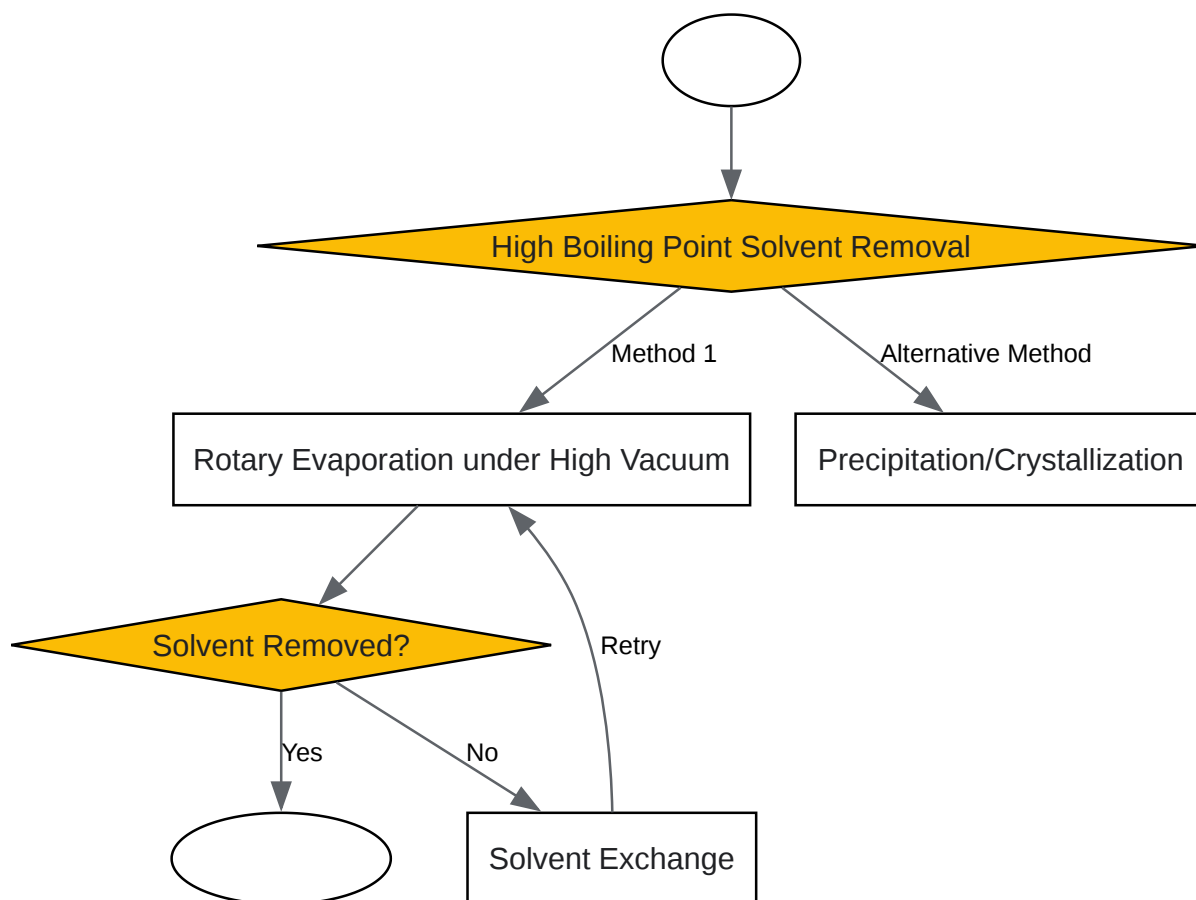 High Boiling Point Solvent Removal
Method 1
Alternative Method
Rotary Evaporation under High Vacuum
Precipitation/Crystallization
Solvent Removed?
Retry
Yes
No
Solvent Exchange